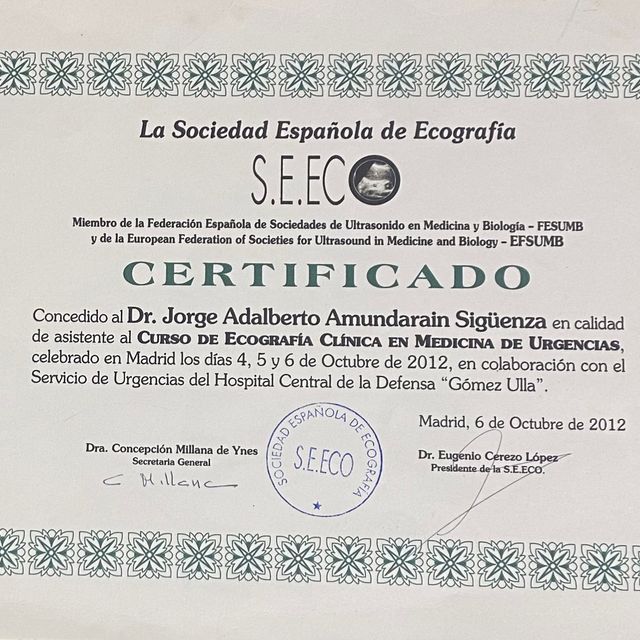 La Sociedad Española de Ecografía
S.E.ECO
Miembro de la Federación Española de Sociedades de Ultrasonido en Medicina y Biología – FESUMB
y de la European Federation of Societies for Ultrasound in Medicine and Biology - EFSUMB
CERTIFICADO
Concedido al Dr. Jorge Adalberto Amundarain Sigüenza en calidad
de asistente al CURSO DE ECOGRAFÍA CLÍNICA EN MEDICINA DE URGENCIAS,
celebrado en Madrid los días 4, 5 y 6 de Octubre de 2012, en colaboración con el
Servicio de Urgencias del Hospital Central de la Defensa “Gómez Ulla”.
Madrid, 6 de Octubre de 2012
Dra. Concepción Millana de Ynes
Secretaria General
C Millana
SOCIEDAD ESPAÑOLA DE ECOGRAFÍA
S.E.ECO
Dr. Eugenio Cerezo López
Presidente de la S.E.ECO.